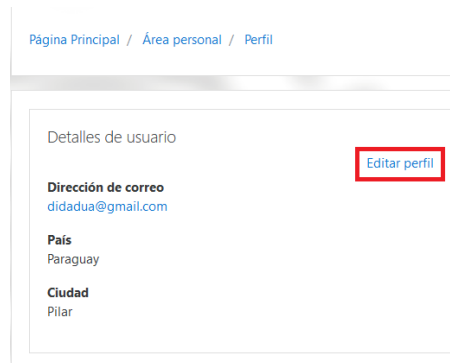 Página Principal / Área personal / Perfil
Detalles de usuario
Editar perfil
Dirección de correo
didadua@gmail.com
País
Paraguay
Ciudad
Pilar